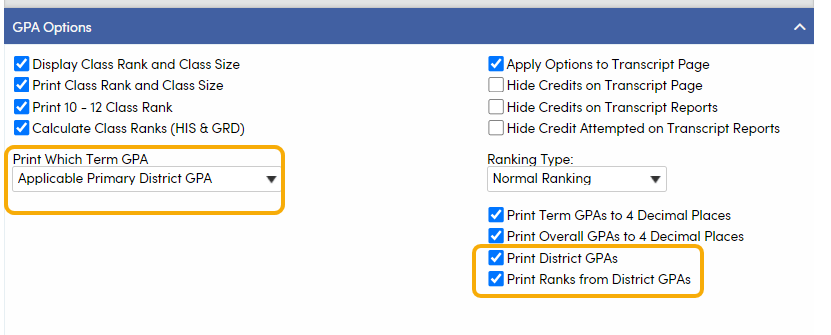 GPA Options
Display Class Rank and Class Size
Print Class Rank and Class Size
Print 10 - 12 Class Rank
Calculate Class Ranks (HIS & GRD)
Print Which Term GPA
Applicable Primary District GPA
Apply Options to Transcript Page
Hide Credits on Transcript Page
Hide Credits on Transcript Reports
Hide Credit Attempted on Transcript Reports
Ranking Type:
Normal Ranking
Print Term GPAs to 4 Decimal Places
Print Overall GPAs to 4 Decimal Places
Print District GPAs
Print Ranks from District GPAs